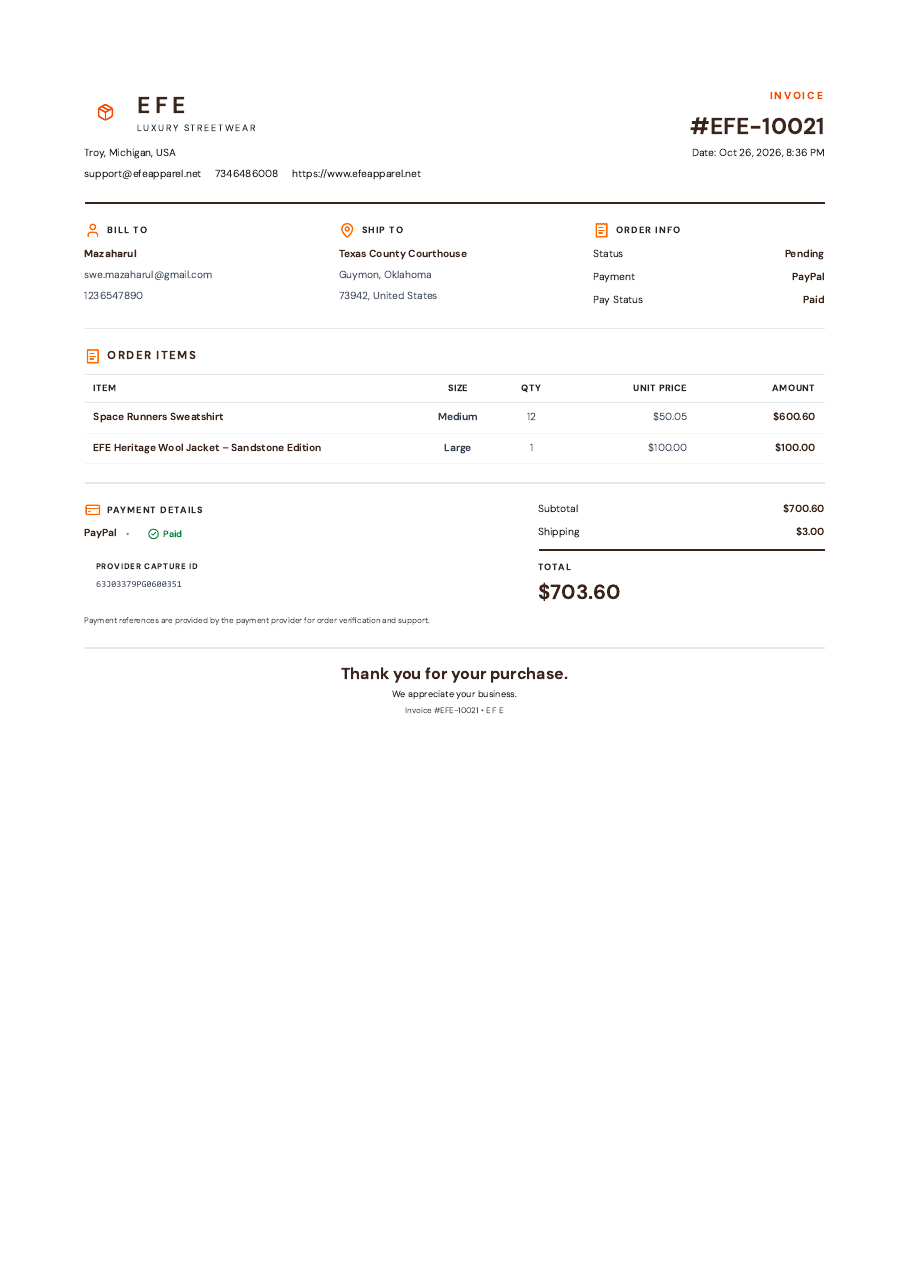 EFE
LUXURY STREETWEAR
Troy, Michigan, USA
support@efeapparel.net 7346486008 https://www.efeapparel.net
INVOICE
#EFE-10021
Date: Oct 26, 2026, 8:36 PM
BILL TO
Mazaharul
swe.mazaharul@gmail.com
1236547890
SHIP TO
Texas County Courthouse
Guymon, Oklahoma
73942, United States
ORDER INFO
Status Pending
Payment PayPal
Pay Status Paid
ORDER ITEMS
ITEM SIZE QTY UNIT PRICE AMOUNT
Space Runners Sweatshirt Medium 12 $50.05 $600.60
EFE Heritage Wool Jacket – Sandstone Edition Large 1 $100.00 $100.00
PAYMENT DETAILS
PayPal • Paid
PROVIDER CAPTURE ID
63J03379PG0600351
Payment references are provided by the payment provider for order verification and support.
Subtotal $700.60
Shipping $3.00
TOTAL
$703.60
Thank you for your purchase.
We appreciate your business.
Invoice #EFE-10021 • E F E